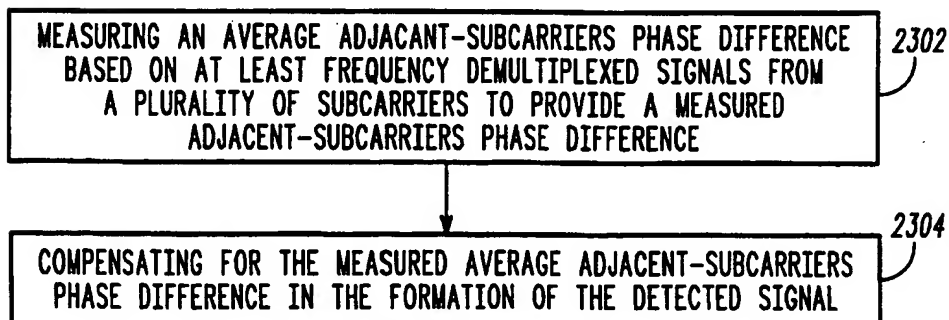 MEASURING AN AVERAGE ADJACANT-SUBCARRIERS PHASE DIFFERENCE
BASED ON AT LEAST FREQUENCY DEMULTIPLEXED SIGNALS FROM
A PLURALITY OF SUBCARRIERS TO PROVIDE A MEASURED
ADJACENT-SUBCARRIERS PHASE DIFFERENCE
2302
COMPENSATING FOR THE MEASURED AVERAGE ADJACENT-SUBCARRIERS
PHASE DIFFERENCE IN THE FORMATION OF THE DETECTED SIGNAL
2304